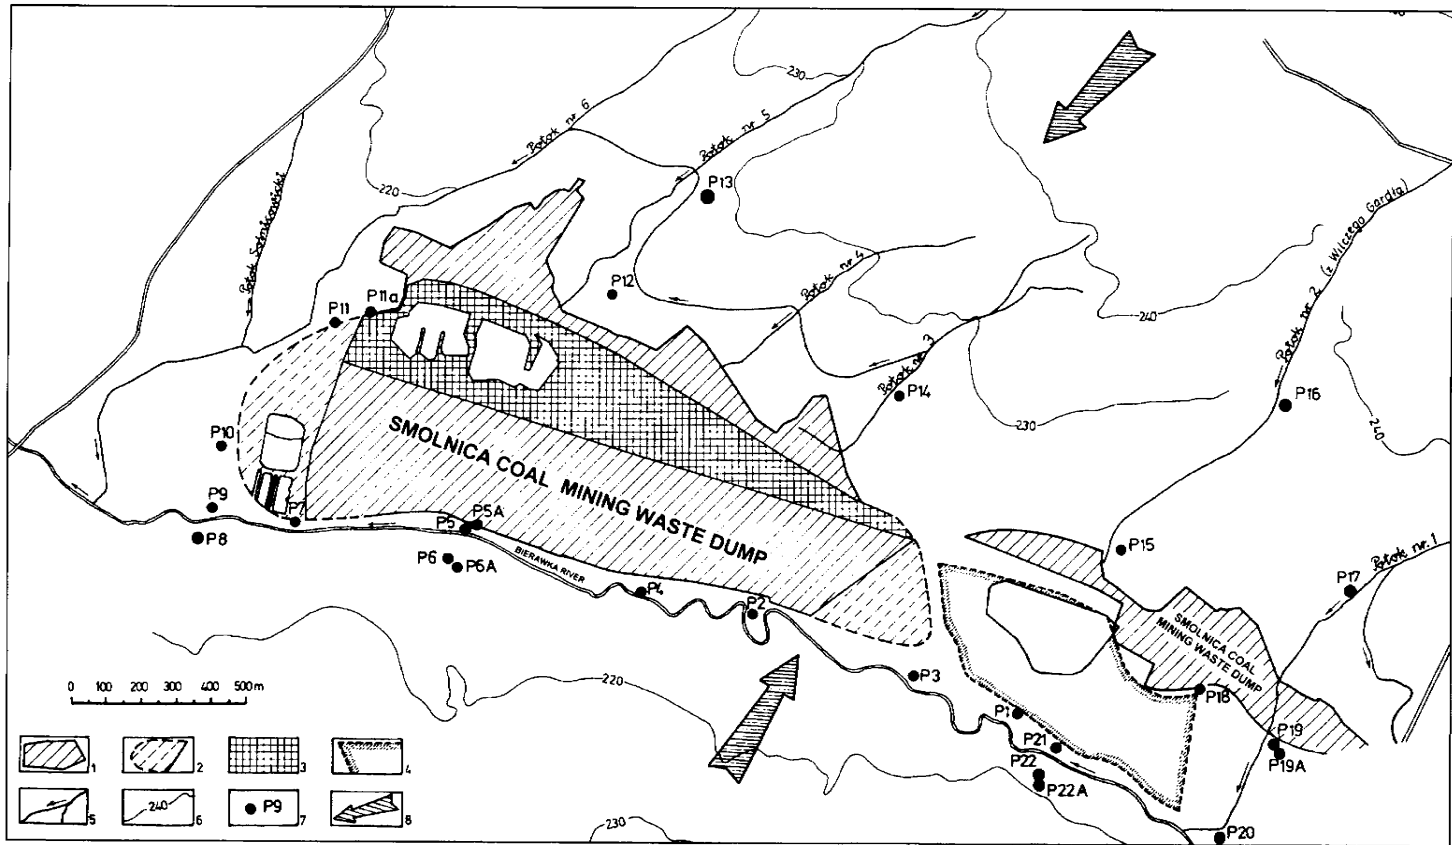 230
Potok nr 6
Potok nr 5
220
P13
Potok Sośnicowicki
Potok nr. 2 (z Wilczego Gardła)
P12
Potok nr 4
P11
P11a
240
Potok nr. 3
P14
P16
230
240
P10
SMOLNICA COAL MINING WASTE DUMP
P9
P7
P5
P5A
P8
P6
P6A
BIERAWKA RIVER
P15
Potok nr.1
P17
P4
P2
SMOLNICA COAL
MINING WASTE DUMP
P3
220
P18
P1
0 100 200 300 400 500m
P21
P19
P19A
P22
P22A
1
2
3
4
240
P9
5
6
7
8
230
P20